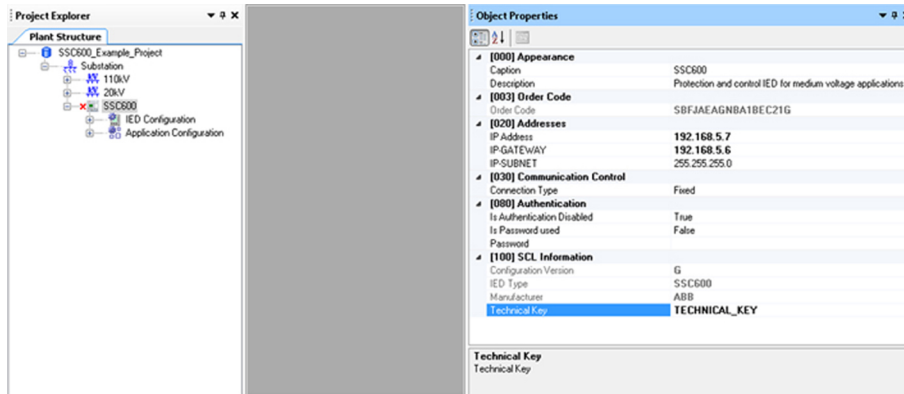 Project Explorer
Plant Structure
SSC600_Example_Project
Substation
110kV
20kV
SSC600
IED Configuration
Application Configuration
Object Properties
[000] Appearance
Caption SSC600
Description Protection and control IED for medium voltage applications
[003] Order Code
Order Code SBFJAEAGNBA1BEC21G
[020] Addresses
IP Address 192.168.5.7
IP-GATEWAY 192.168.5.6
IP-SUBNET 255.255.255.0
[030] Communication Control
Connection Type Fixed
[080] Authentication
Is Authentication Disabled True
Is Password used False
Password
[100] SCL Information
Configuration Version G
IED Type SSC600
Manufacturer ABB
Technical Key TECHNICAL_KEY
Technical Key
Technical Key